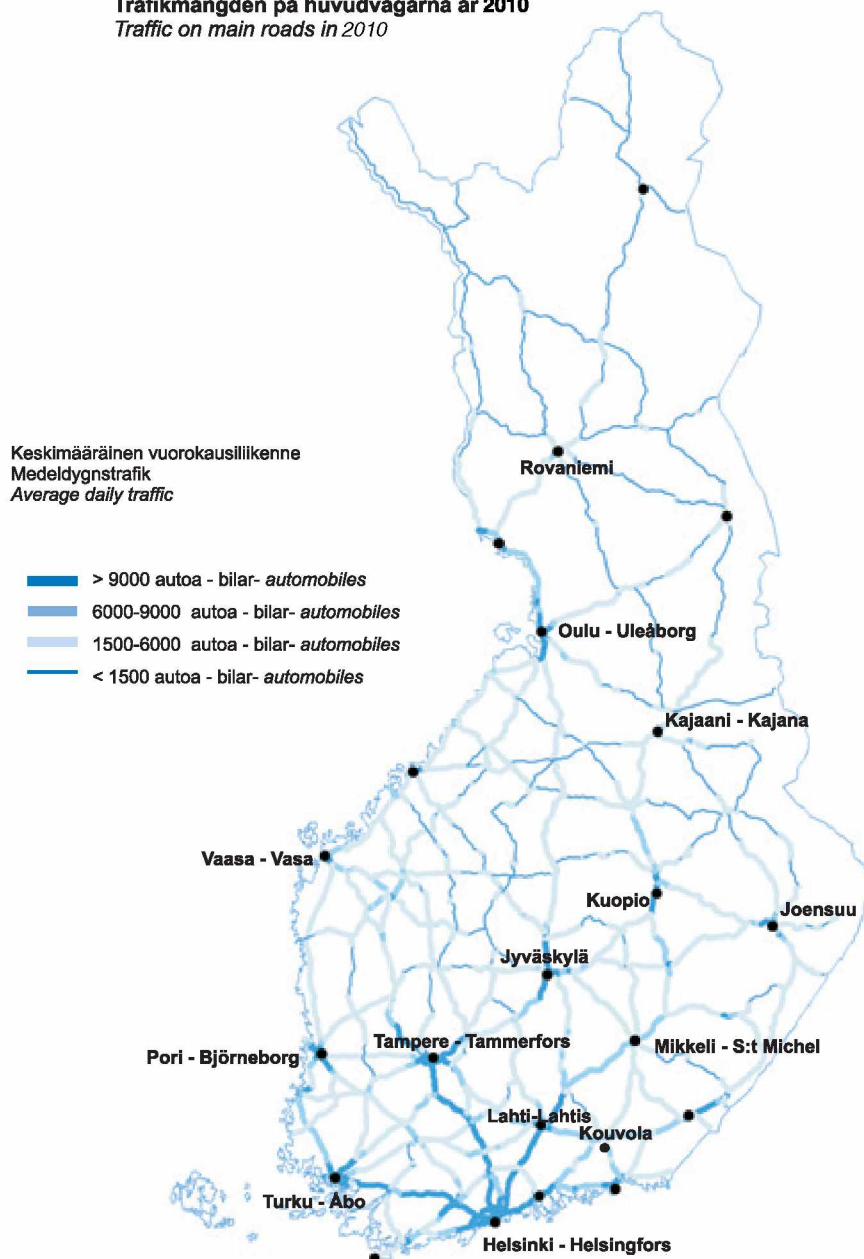 Trafikmängden på huvudvägarna år 2010
Traffic on main roads in 2010
Keskimääräinen vuorokausiliikenne
Medeldygnstrafik
Average daily traffic
> 9000 autoa - bilar- automobiles
6000-9000 autoa - bilar- automobiles
1500-6000 autoa - bilar- automobiles
< 1500 autoa - bilar- automobiles
Rovaniemi
Oulu - Uleåborg
Kajaani - Kajana
Vaasa - Vasa
Kuopio
Joensuu
Jyväskylä
Tampere - Tammerfors
Mikkeli - S:t Michel
Pori - Björneborg
Lahti-Lahtis
Kouvola
Turku - Åbo
Helsinki - Helsingfors